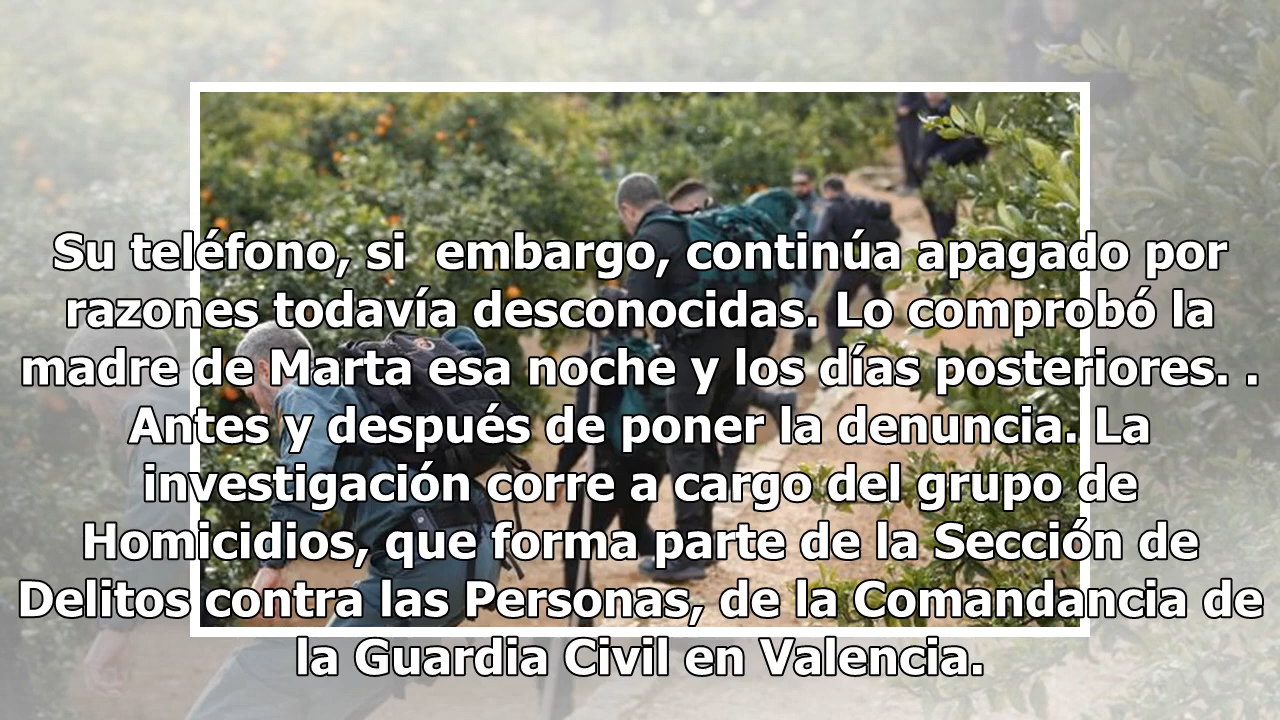 Su teléfono, si  embargo, continúa apagado por
razones todavía desconocidas. Lo comprobó la
madre de Marta esa noche y los días posteriores. .
Antes y después de poner la denuncia. La
investigación corre a cargo del grupo de
Homicidios, que forma parte de la Sección de
Delitos contra las Personas, de la Comandancia de
la Guardia Civil en Valencia.